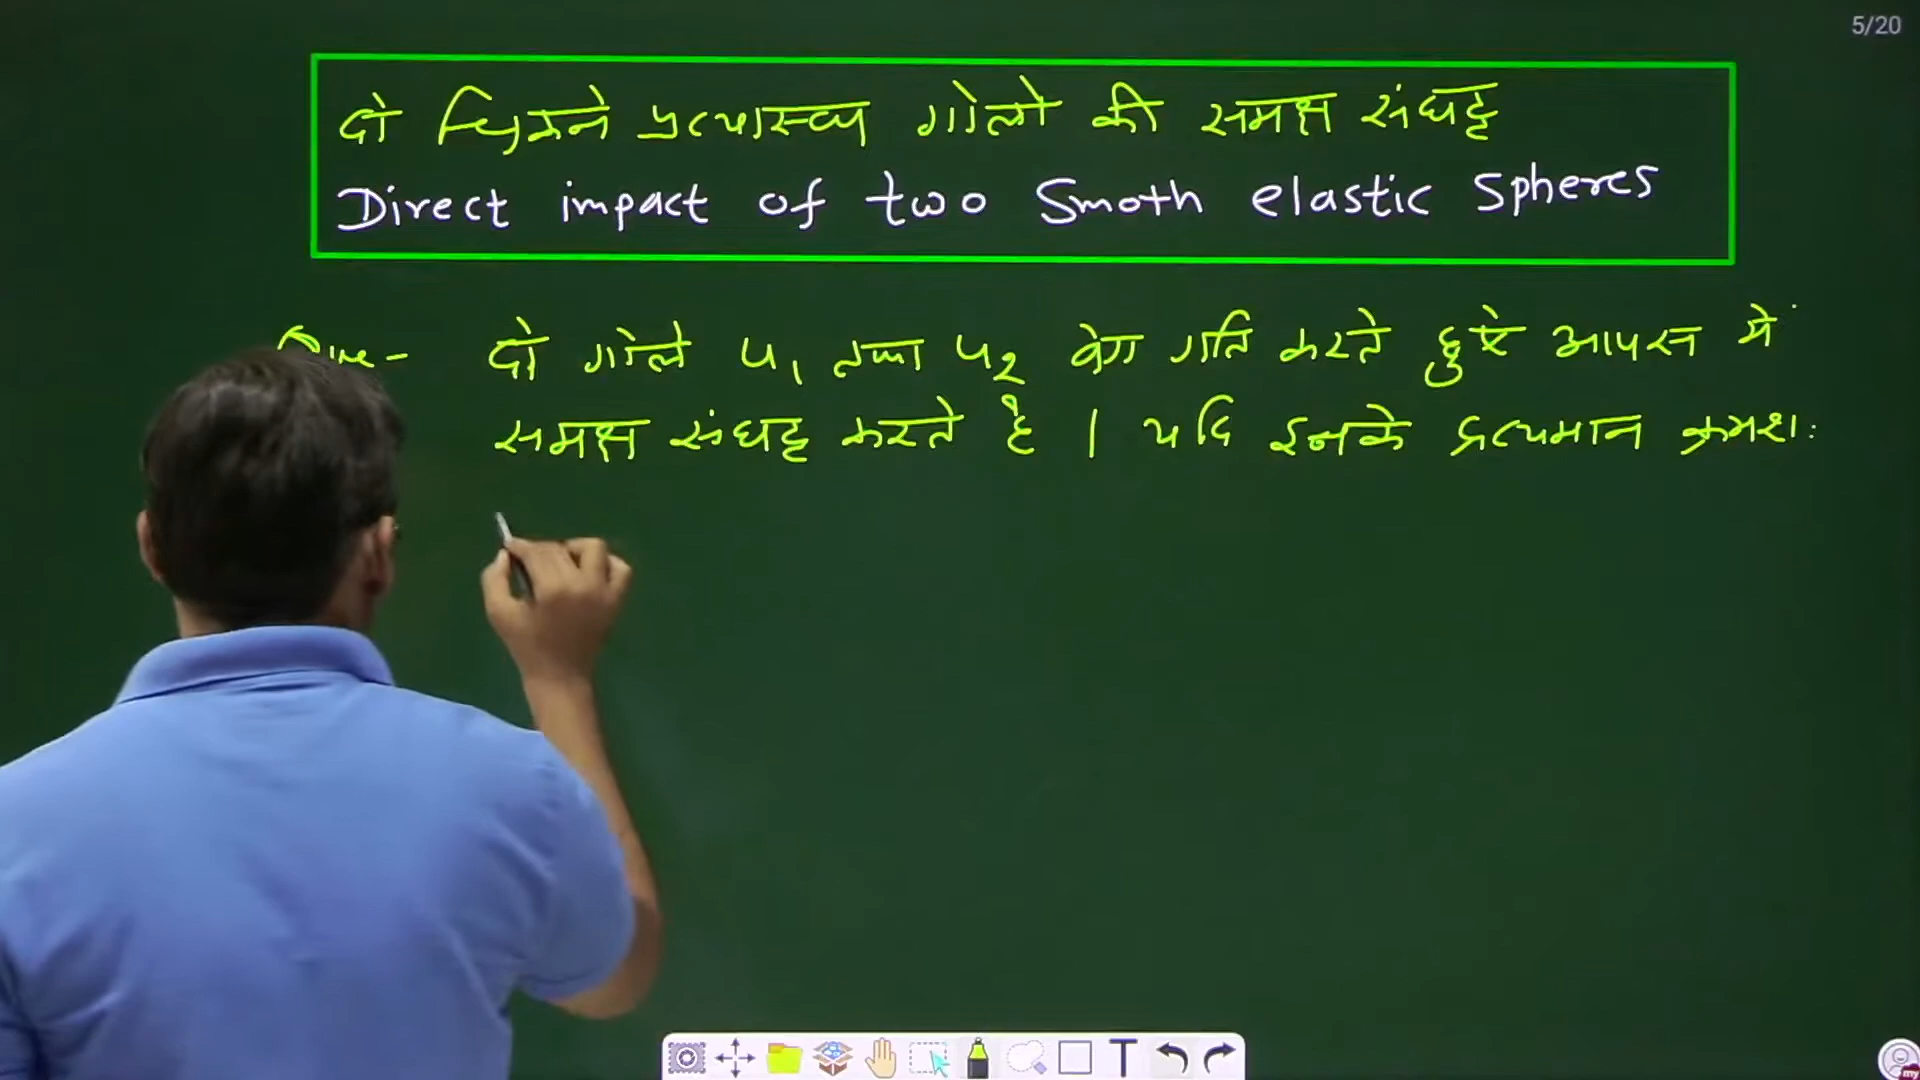 5/20
दो चिकने प्रत्यास्थ गोलो की समक्ष संघट्ट
Direct impact of two Smoth elastic Spheres
दो गोले u₁ तथा u₂ वेग गति करते हुए आपस में
समक्ष संघट्ट करते है । यदि इनके द्रव्यमान क्रमशः
T
my